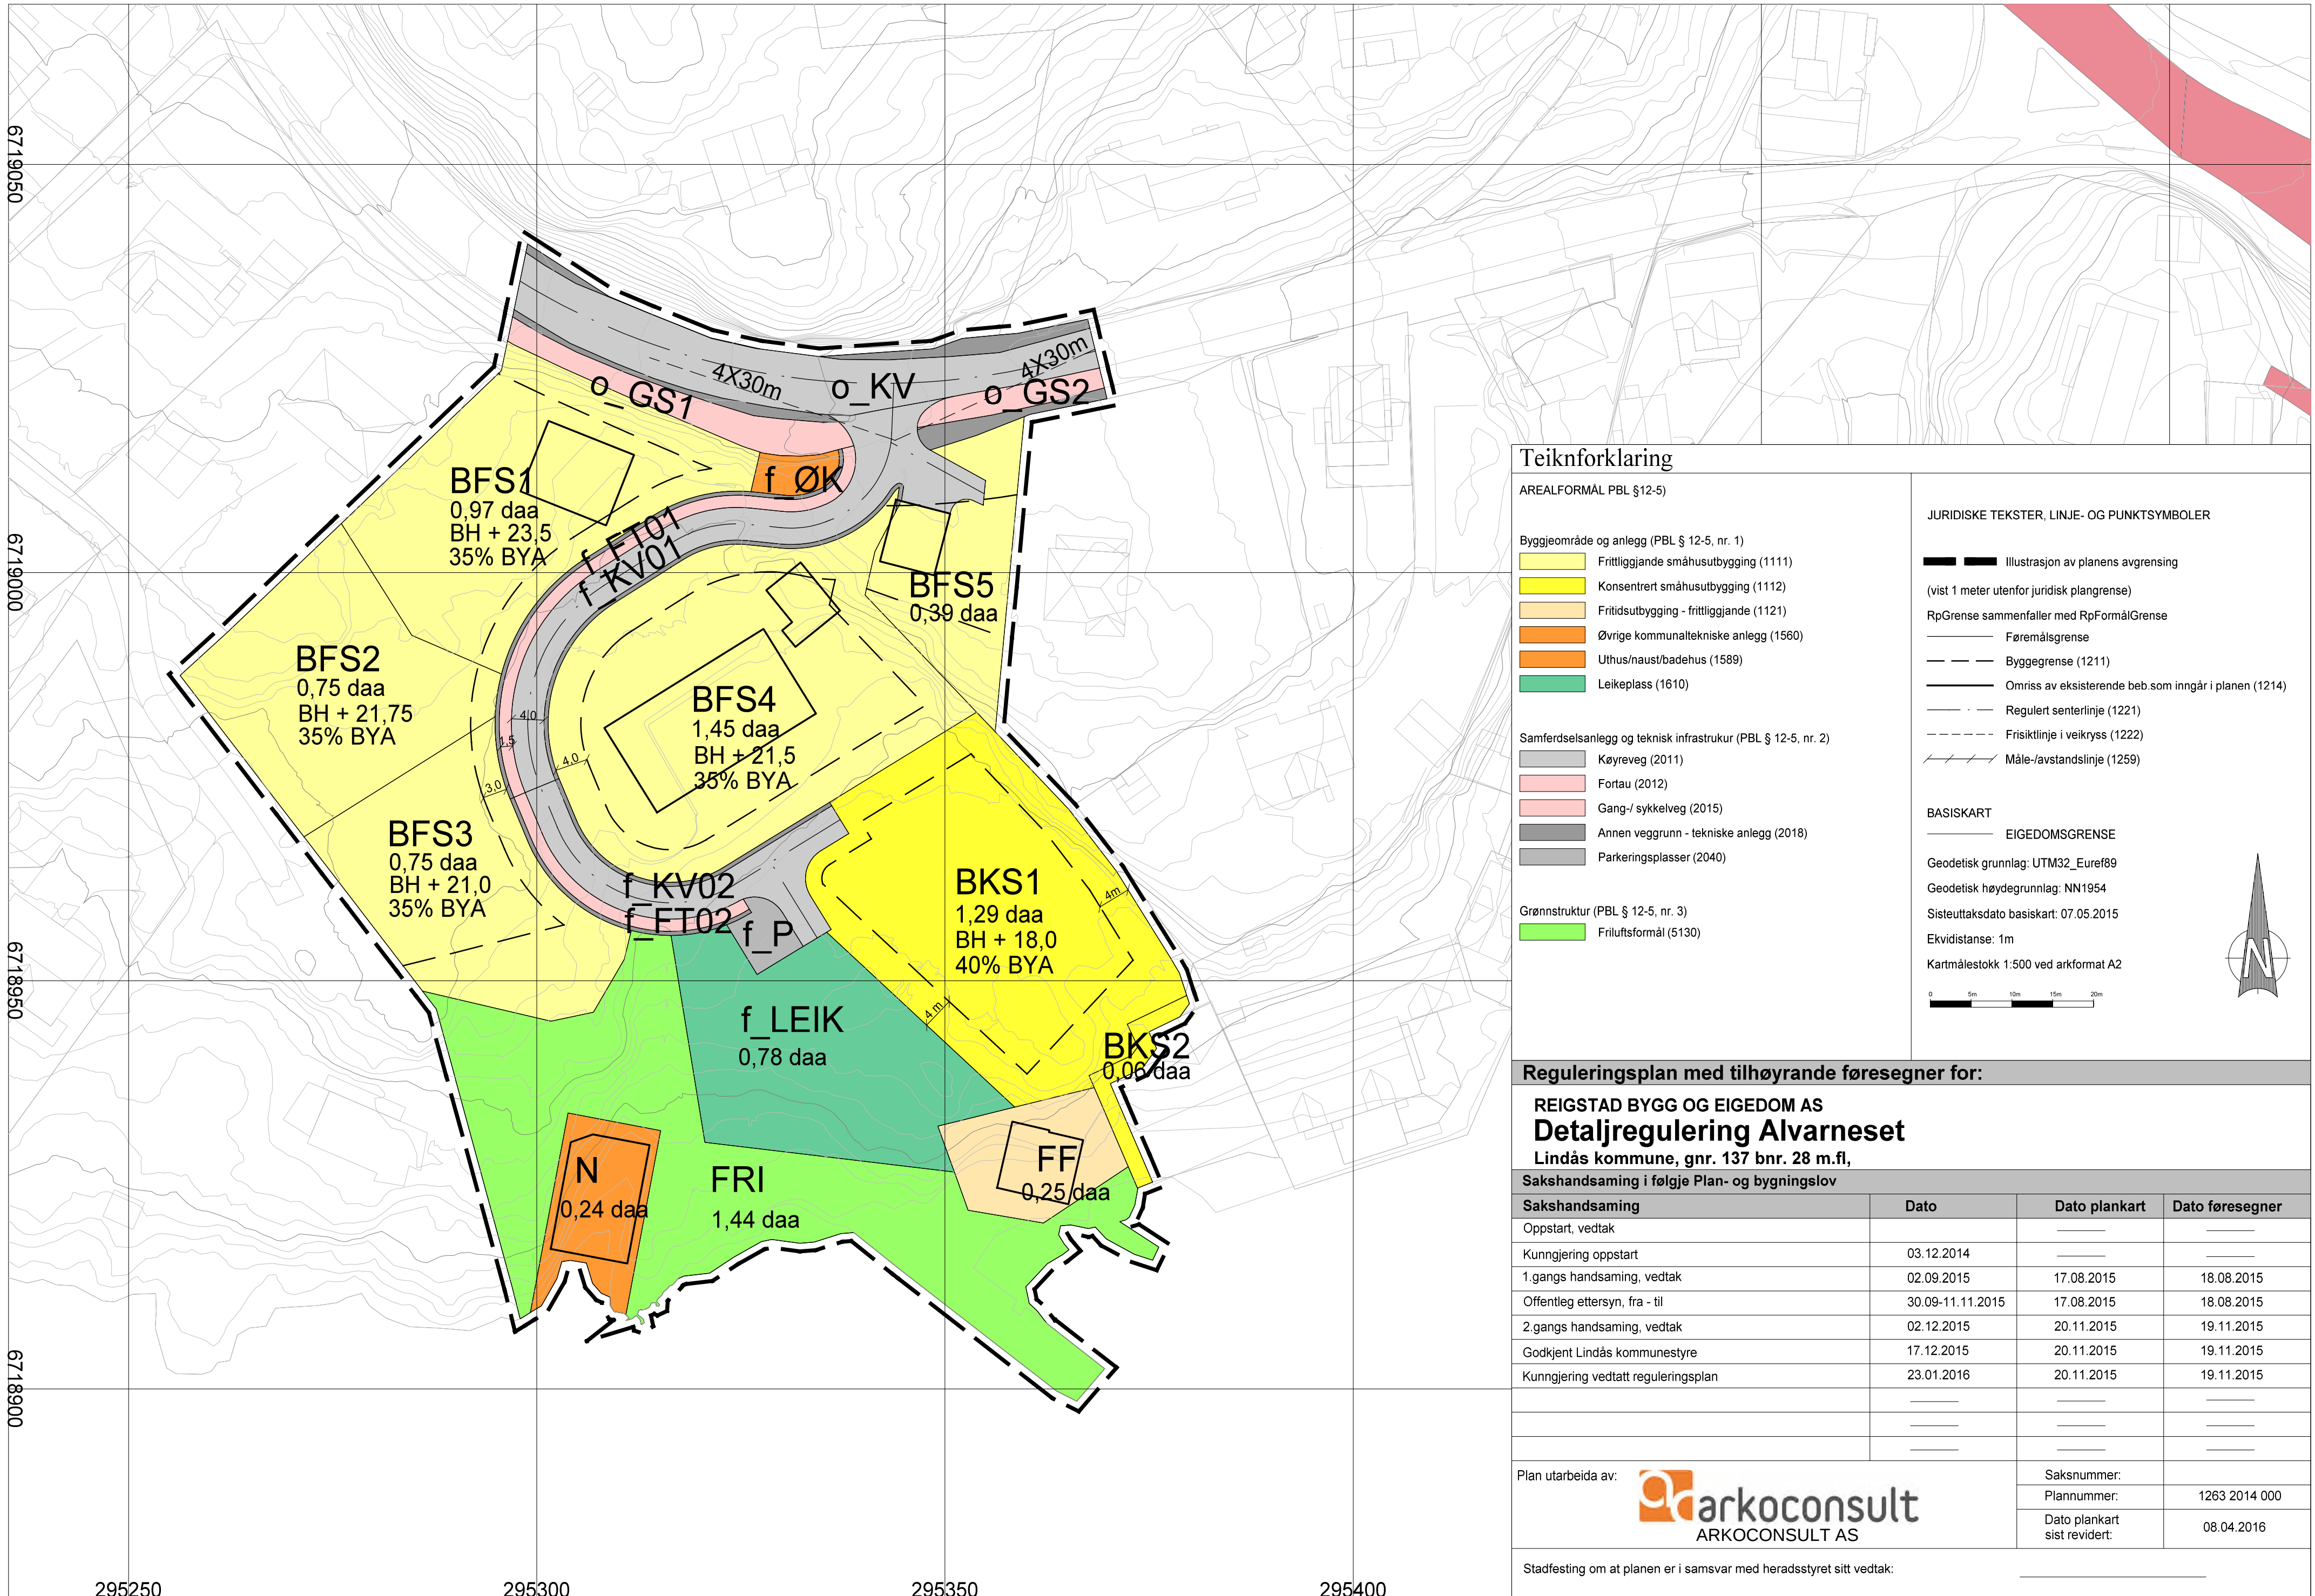 6719050
6719000
6718950
6718900
295250
295300
295350
295400
4X30m
4X30m
o_KV
o_GS1
o_GS2
f_ØK
BFS1
0,97 daa
BH + 23,5
35% BYA
f_FT01
f_KV01
BFS5
0,39 daa
BFS2
0,75 daa
BH + 21,75
35% BYA
BFS4
1,45 daa
BH + 21,5
35% BYA
4,0
1,5
4,0
3,0
BFS3
0,75 daa
BH + 21,0
35% BYA
f_KV02
f_FT02
f_P
BKS1
1,29 daa
BH + 18,0
40% BYA
4m
4 m
f_LEIK
0,78 daa
BKS2
0,06 daa
N
0,24 daa
FRI
1,44 daa
FF
0,25 daa
Teiknforklaring
AREALFORMÅL PBL §12-5)
Byggjeområde og anlegg (PBL § 12-5, nr. 1)
Frittliggjande småhusutbygging (1111)
Konsentrert småhusutbygging (1112)
Fritidsutbygging - frittliggjande (1121)
Øvrige kommunaltekniske anlegg (1560)
Uthus/naust/badehus (1589)
Leikeplass (1610)
Samferdselsanlegg og teknisk infrastrukur (PBL § 12-5, nr. 2)
Køyreveg (2011)
Fortau (2012)
Gang-/ sykkelveg (2015)
Annen veggrunn - tekniske anlegg (2018)
Parkeringsplasser (2040)
Grønnstruktur (PBL § 12-5, nr. 3)
Friluftsformål (5130)
JURIDISKE TEKSTER, LINJE- OG PUNKTSYMBOLER
Illustrasjon av planens avgrensing
(vist 1 meter utenfor juridisk plangrense)
RpGrense sammenfaller med RpFormålGrense
Føremålsgrense
Byggegrense (1211)
Omriss av eksisterende beb.som inngår i planen (1214)
Regulert senterlinje (1221)
Frisiktlinje i veikryss (1222)
Måle-/avstandslinje (1259)
BASISKART
EIGEDOMSGRENSE
Geodetisk grunnlag: UTM32_Euref89
Geodetisk høydegrunnlag: NN1954
Sisteuttaksdato basiskart: 07.05.2015
Ekvidistanse: 1m
Kartmålestokk 1:500 ved arkformat A2
0 5m 10m 15m 20m
N
Reguleringsplan med tilhøyrande føresegner for:
REIGSTAD BYGG OG EIGEDOM AS
Detaljregulering Alvarneset
Lindås kommune, gnr. 137 bnr. 28 m.fl,
Sakshandsaming i følgje Plan- og bygningslov
Sakshandsaming Dato Dato plankart Dato føresegner
Oppstart, vedtak
Kunngjering oppstart 03.12.2014
1.gangs handsaming, vedtak 02.09.2015 17.08.2015 18.08.2015
Offentleg ettersyn, fra - til 30.09-11.11.2015 17.08.2015 18.08.2015
2.gangs handsaming, vedtak 02.12.2015 20.11.2015 19.11.2015
Godkjent Lindås kommunestyre 17.12.2015 20.11.2015 19.11.2015
Kunngjering vedtatt reguleringsplan 23.01.2016 20.11.2015 19.11.2015
Plan utarbeida av:
arkoconsult
ARKOCONSULT AS
Saksnummer:
Plannummer: 1263 2014 000
Dato plankart
sist revidert: 08.04.2016
Stadfesting om at planen er i samsvar med heradsstyret sitt vedtak: